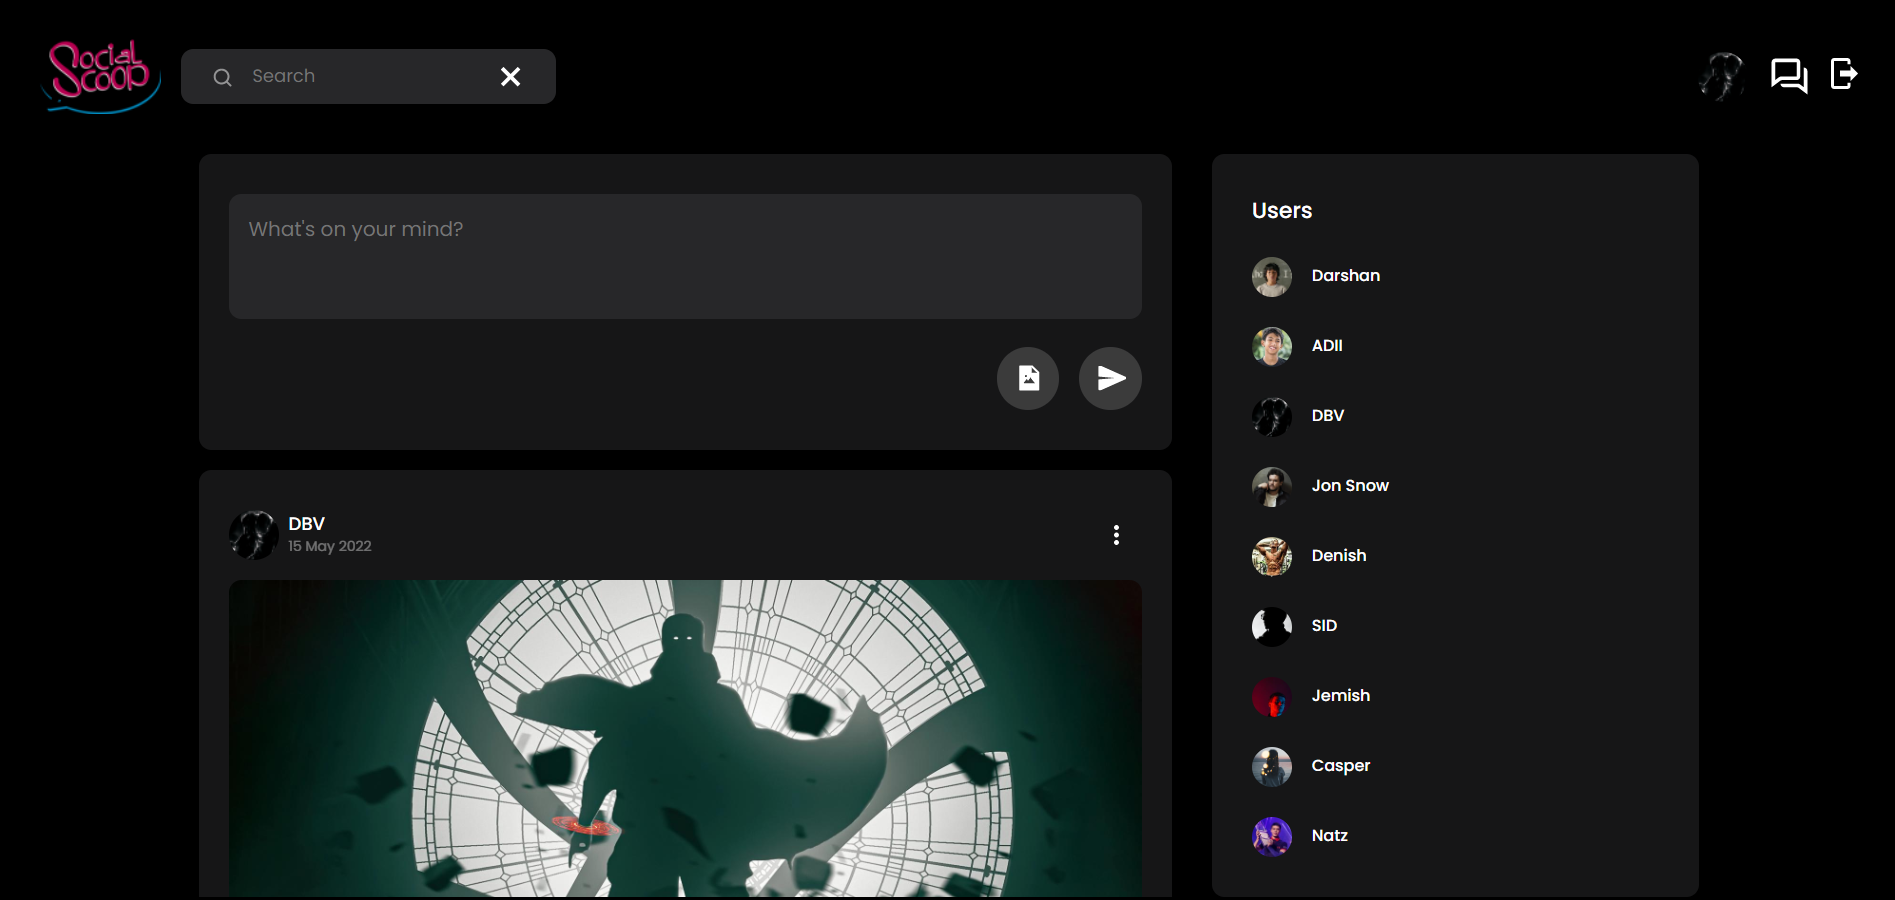 Social
Scoop
Search
What's on your mind?
DBV
15 May 2022
Users
Darshan
ADII
DBV
Jon Snow
Denish
SID
Jemish
Casper
Natz